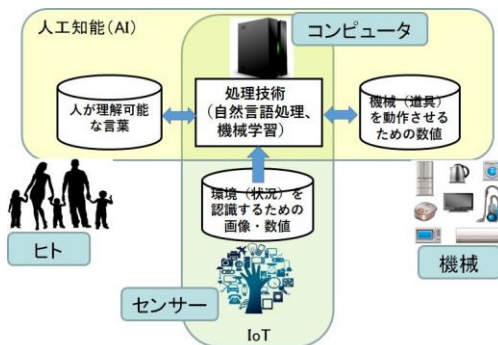 人工知能(AI)
コンピュータ
人が理解可能
な言葉
処理技術
(自然言語処理、
機械学習)
機械(道具)
を動作させる
ための数値
環境(状況)を
認識するための
画像・数値
ヒト
機械
センサー
IoT